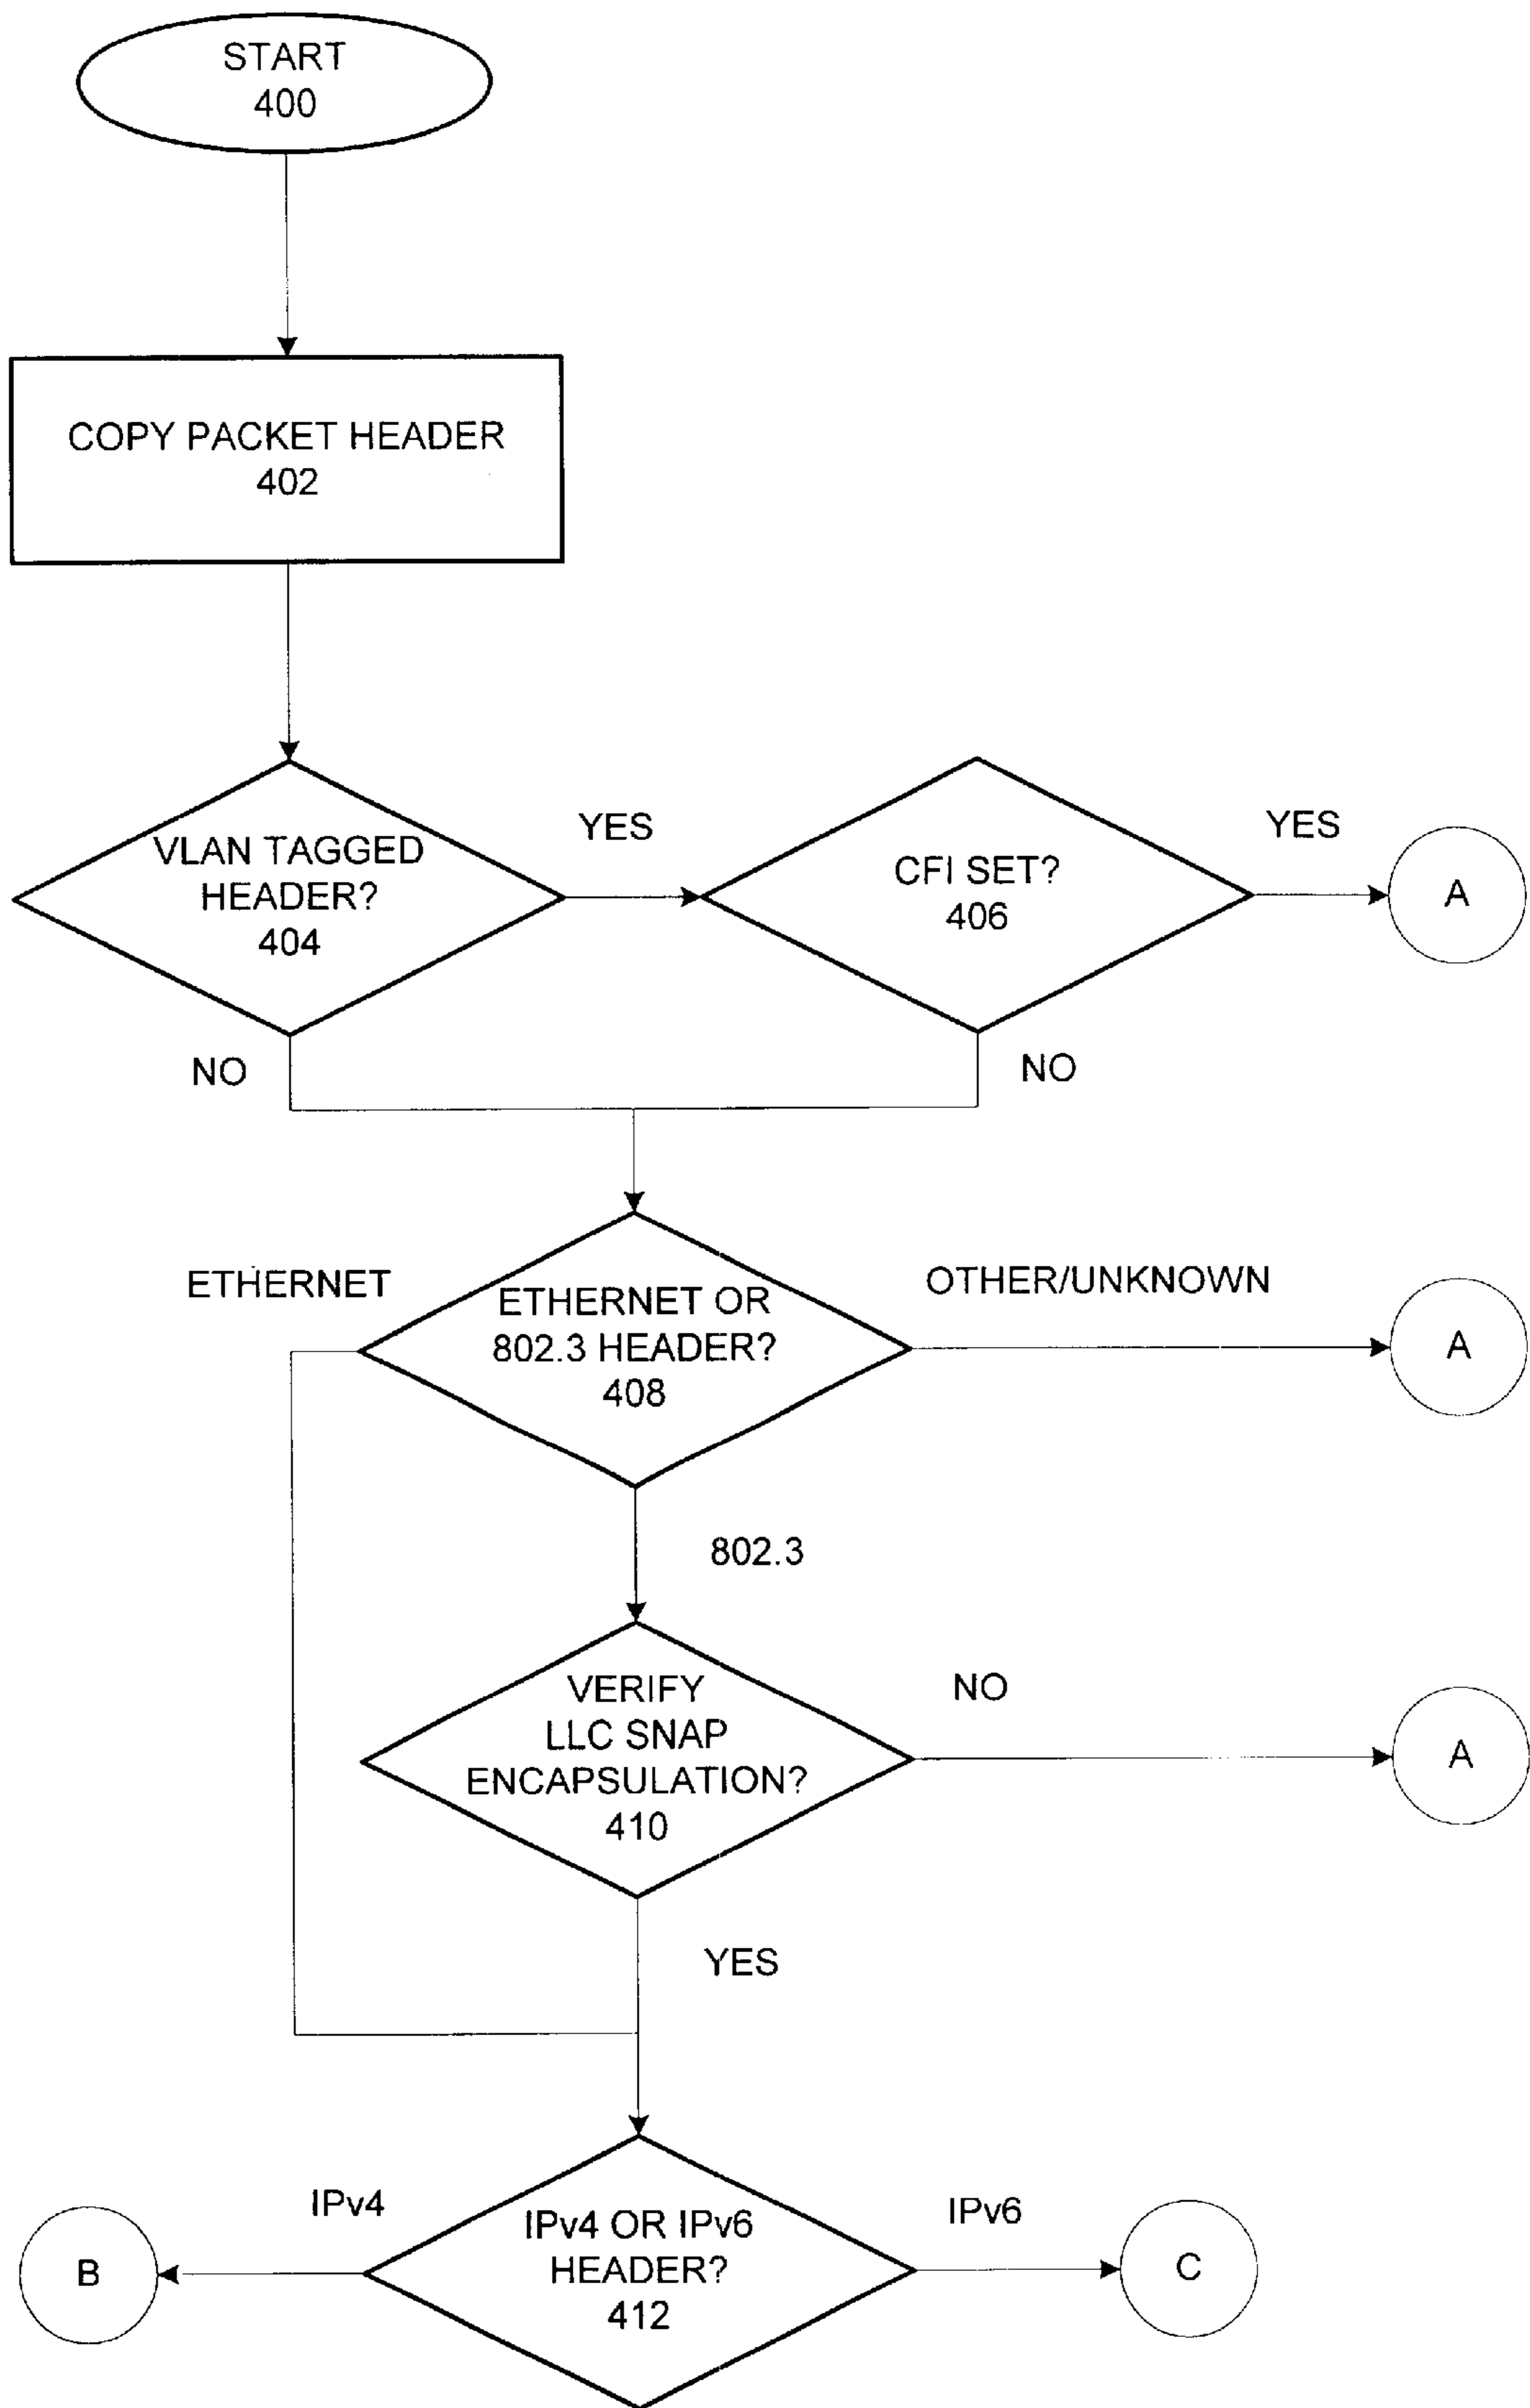 START
400
COPY PACKET HEADER
402
VLAN TAGGED
HEADER?
404
YES
CFI SET?
406
YES
A
NO
NO
ETHERNET
ETHERNET OR
802.3 HEADER?
408
OTHER/UNKNOWN
A
802.3
VERIFY
LLC SNAP
ENCAPSULATION?
410
NO
A
YES
IPv4
IPv4 OR IPv6
HEADER?
412
IPv6
B
C